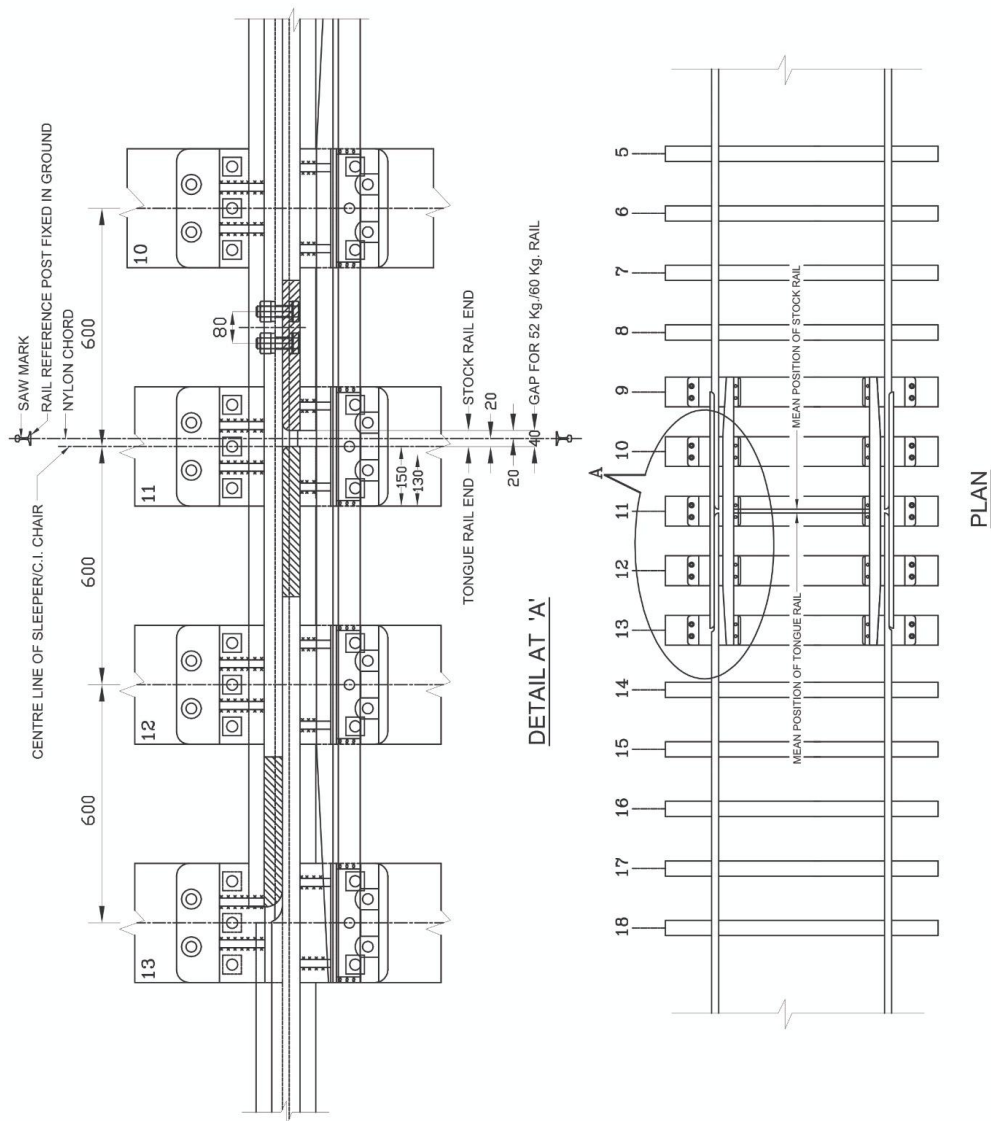 SAW MARK
RAIL REFERENCE POST FIXED IN GROUND
NYLON CHORD
CENTRE LINE OF SLEEPER/C.I. CHAIR
600
600
600
13
12
11
10
80
150
130
20
20
40
TONGUE RAIL END
STOCK RAIL END
GAP FOR 52 Kg./60 Kg. RAIL
DETAIL AT 'A'
A
18
17
16
15
14
13
12
11
10
9
8
7
6
5
MEAN POSITION OF TONGUE RAIL
MEAN POSITION OF STOCK RAIL
PLAN